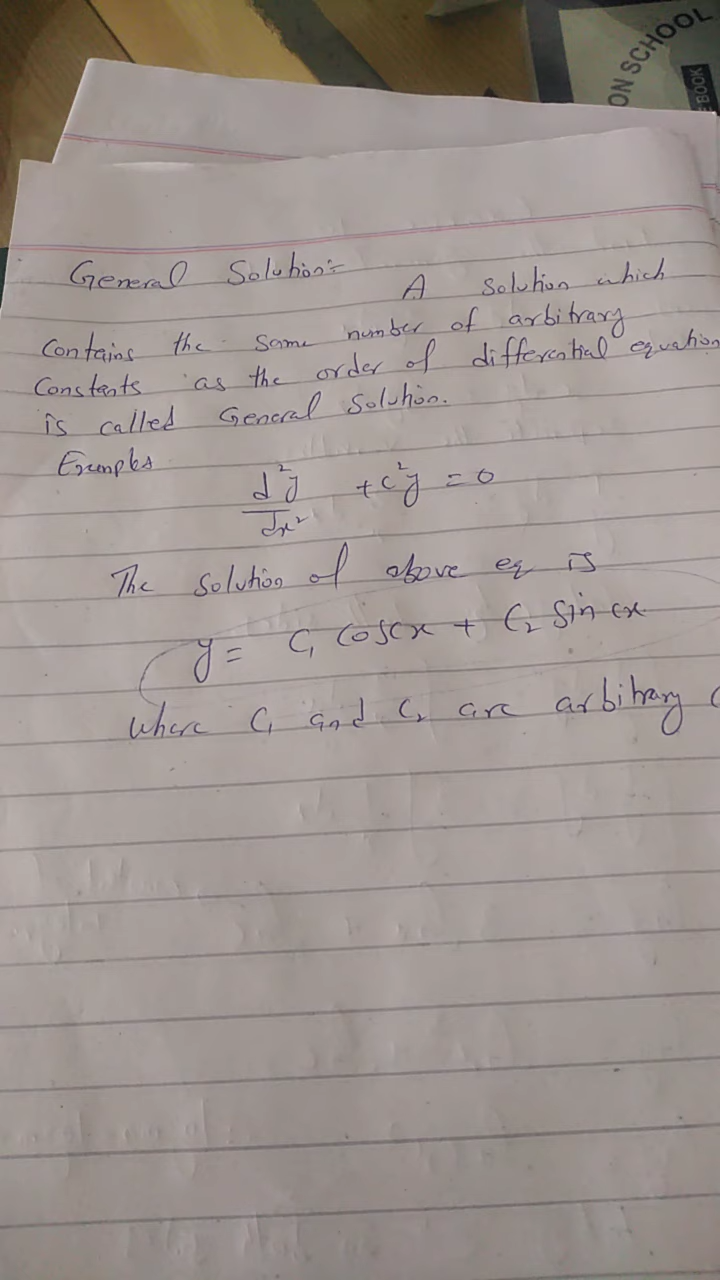 ON SCHOOL
E BOOK
General Solution:-
A solution which
contains the same number of arbitrary
constants as the order of differential equation
is called General Solution.
Examples
d²y/dx² + c²y = 0
The solution of above eq is
y = C₁ cos cx + C₂ Sin cx
where C₁ and C₂ are arbitrary C